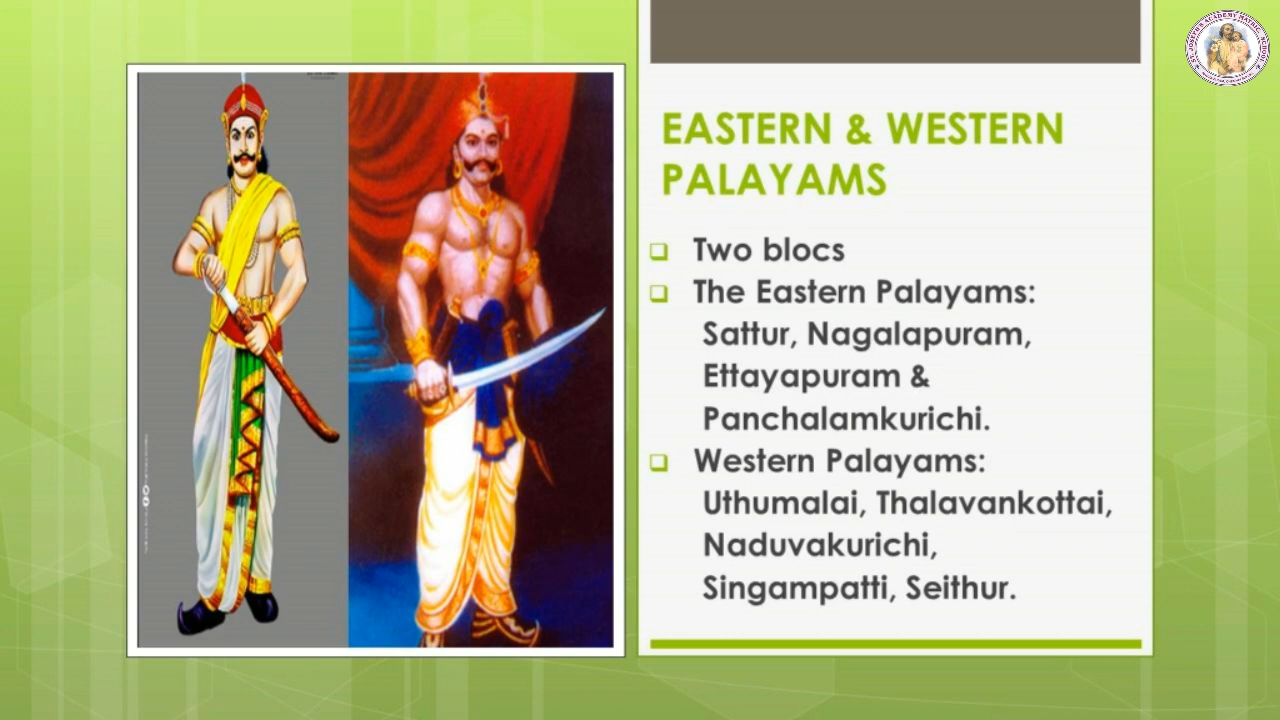 EASTERN & WESTERN
PALAYAMS
Two blocs
The Eastern Palayams:
Sattur, Nagalapuram,
Ettayapuram &
Panchalamkurichi.
Western Palayams:
Uthumalai, Thalavankottai,
Naduvakurichi,
Singampatti, Seithur.